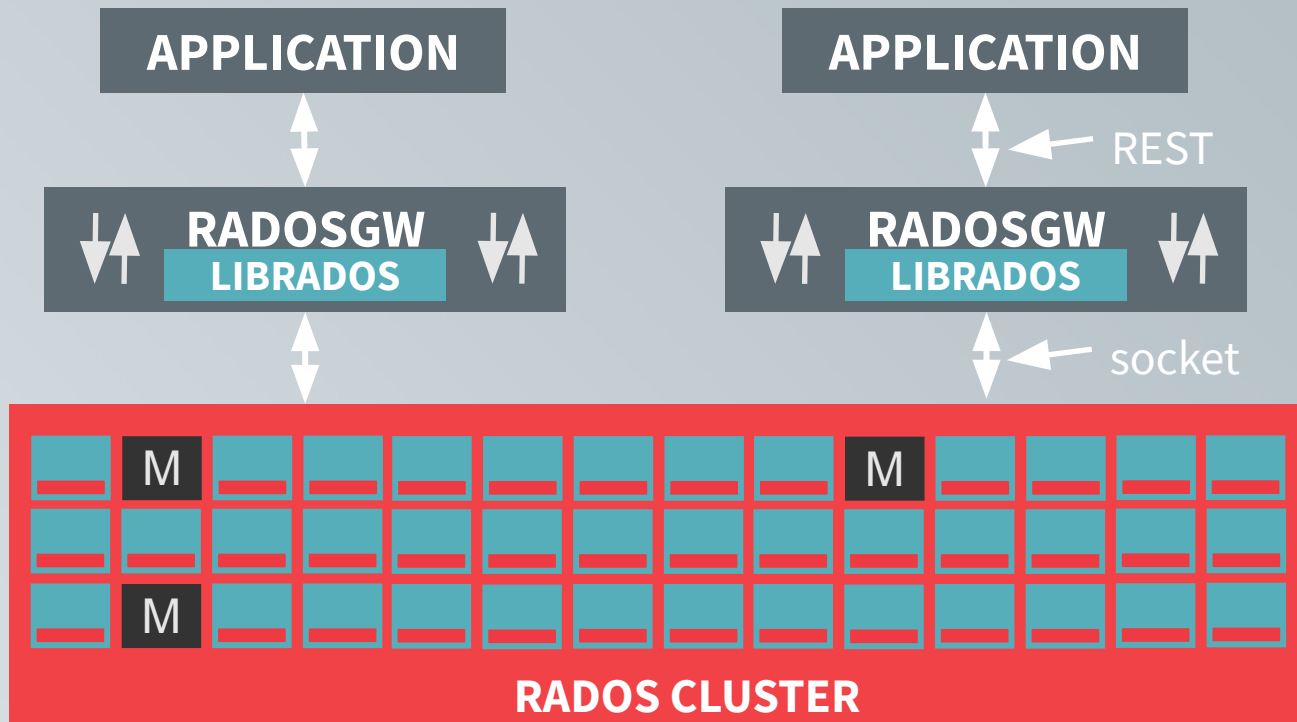 APPLICATION
APPLICATION
REST
RADOSGW
LIBRADOS
RADOSGW
LIBRADOS
socket
M
M
M
RADOS CLUSTER